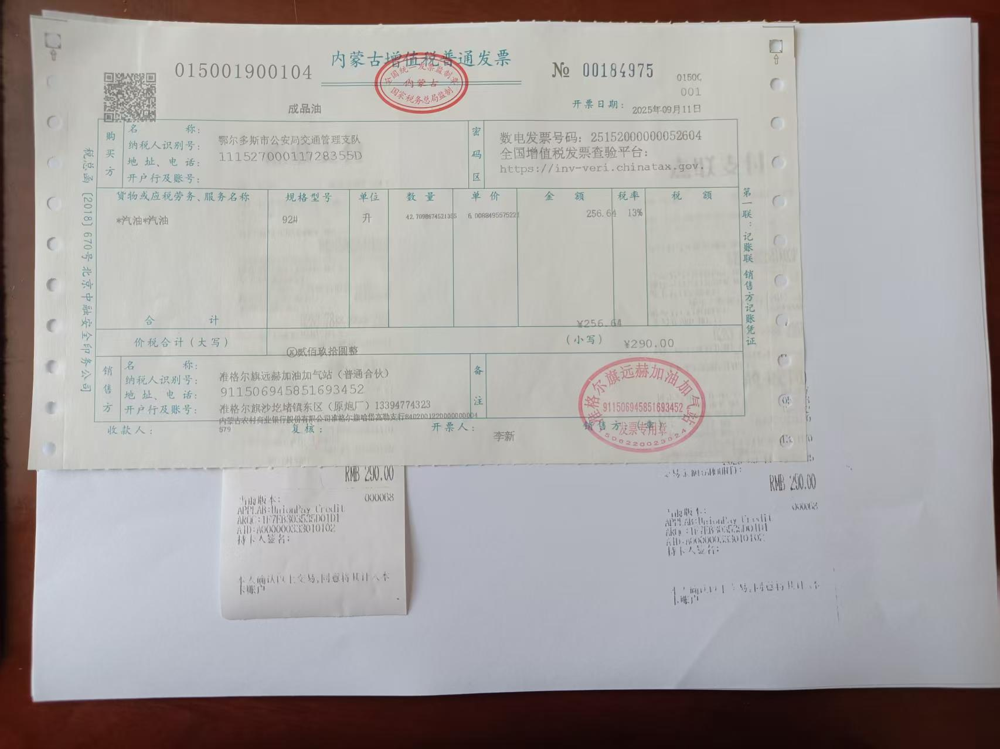 015001900104
内蒙古增值税普通发票
全国统一发票监制章
内蒙古
国家税务总局监制
№ 00184975
0150C
001
成品油
开票日期: 2025年09月11日
购买方
名 称: 鄂尔多斯市公安局交通管理支队
纳税人识别号: 11152700011728355D
地 址、电 话:
开户行及账号:
密码区
数电发票号码: 25152000000052604
全国增值税发票查验平台:
https://inv-veri.chinatax.gov.
货物或应税劳务、服务名称 规格型号 单位 数 量 单 价 金 额 税率 税 额
*汽油*汽油 92# 升 42.7098674521355 6.0088495575221 256.64 13%
合 计 ¥256.64
价税合计(大写) ⓧ贰佰玖拾圆整 (小写) ¥290.00
销售方
名 称: 准格尔旗远赫加油加气站(普通合伙)
纳税人识别号: 911506945851693452
地 址、电 话: 准格尔旗沙圪堵镇东区(原炮厂)13394774323
开户行及账号: 内蒙古农村商业银行股份有限公司准格尔旗哈岱高勒支行8402001220000000004
579
备注
收款人: 复核: 开票人: 李新 销售方:(章)
准格尔旗远赫加油加气站
911506945851693452
发票专用章
税总函〔2018〕670号北京中融安全印务公司
第一联:记账联 销售方记账凭证
RMB 290.00
当前版本: 000068
APPLAB:UnionPay Credit
ARQC:1F7EB303535D01D1
AID:A000000333010102
持卡人签名:
本人确认以上交易,同意将其计入本
卡账户
RMB 290.00
当前版本: 000068
APPLAB:UnionPay Credit
ARQC:1F7EB303535D01D1
AID:A000000333010102
持卡人签名:
本人确认以上交易,同意将其计入本
卡账户